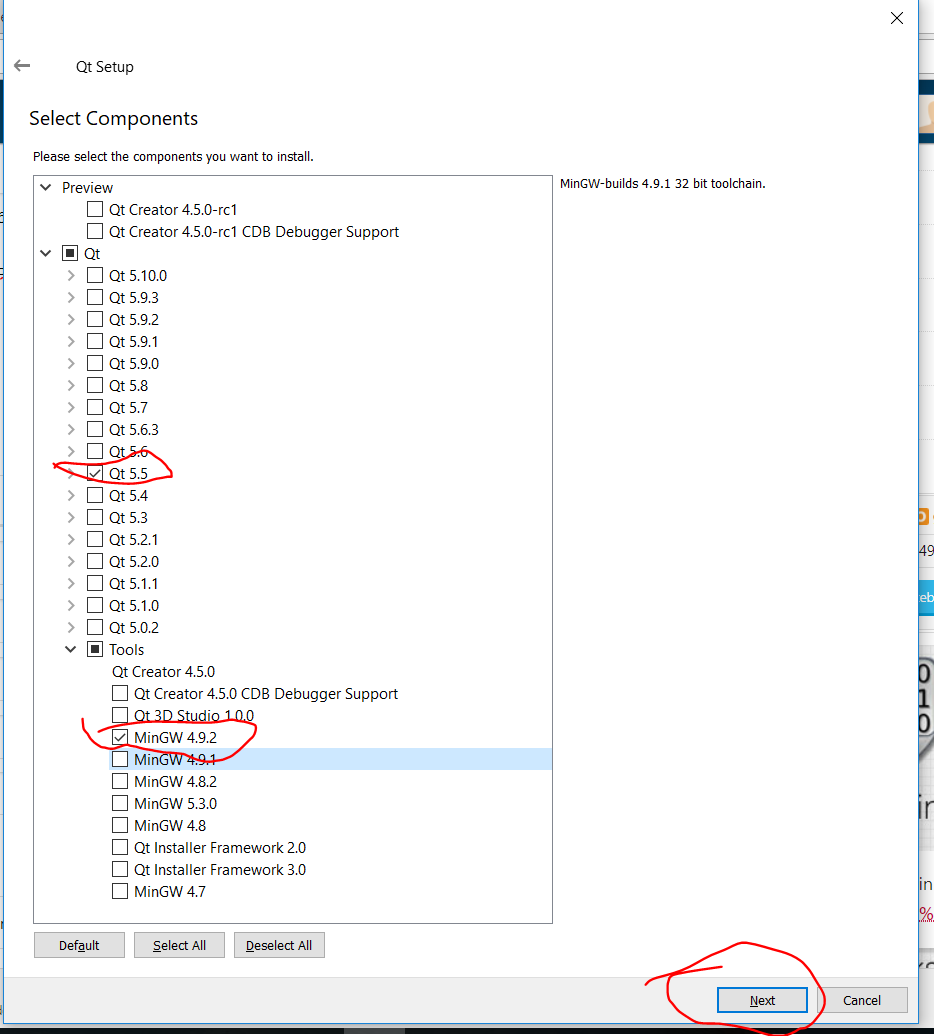 Qt Setup
Select Components
Please select the components you want to install.
Preview
MinGW-builds 4.9.1 32 bit toolchain.
Qt Creator 4.5.0-rc1
Qt Creator 4.5.0-rc1 CDB Debugger Support
Qt
Qt 5.10.0
Qt 5.9.3
Qt 5.9.2
Qt 5.9.1
Qt 5.9.0
Qt 5.8
Qt 5.7
Qt 5.6.3
Qt 5.6
Qt 5.5
Qt 5.4
Qt 5.3
Qt 5.2.1
Qt 5.2.0
Qt 5.1.1
Qt 5.1.0
Qt 5.0.2
Tools
Qt Creator 4.5.0
Qt Creator 4.5.0 CDB Debugger Support
Qt 3D Studio 1.0.0
MinGW 4.9.2
MinGW 4.9.1
MinGW 4.8.2
MinGW 5.3.0
MinGW 4.8
Qt Installer Framework 2.0
Qt Installer Framework 3.0
MinGW 4.7
Default Select All Deselect All
Next Cancel